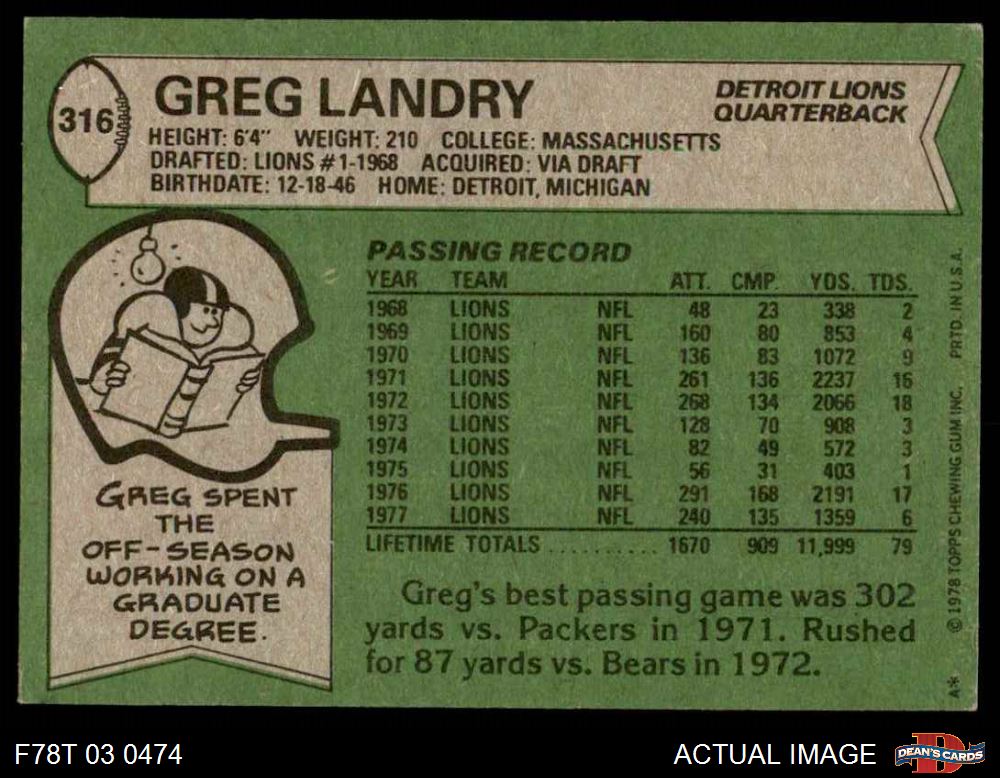 316
GREG LANDRY
DETROIT LIONS
QUARTERBACK
HEIGHT: 6'4" WEIGHT: 210 COLLEGE: MASSACHUSETTS
DRAFTED: LIONS #1-1968 ACQUIRED: VIA DRAFT
BIRTHDATE: 12-18-46 HOME: DETROIT, MICHIGAN
PASSING RECORD
YEAR TEAM ATT. CMP. YDS. TDS.
1968 LIONS NFL 48 23 338 2
1969 LIONS NFL 160 80 853 4
1970 LIONS NFL 136 83 1072 9
1971 LIONS NFL 261 136 2237 16
1972 LIONS NFL 268 134 2066 18
1973 LIONS NFL 128 70 908 3
1974 LIONS NFL 82 49 572 3
1975 LIONS NFL 56 31 403 1
1976 LIONS NFL 291 168 2191 17
1977 LIONS NFL 240 135 1359 6
LIFETIME TOTALS .......... 1670 909 11,999 79
GREG SPENT
THE
OFF-SEASON
WORKING ON A
GRADUATE
DEGREE.
Greg's best passing game was 302
yards vs. Packers in 1971. Rushed
for 87 yards vs. Bears in 1972.
A* © 1978 TOPPS CHEWING GUM INC. PRTD. IN U.S.A.
F78T 03 0474
ACTUAL IMAGE
D
DEAN'S CARDS